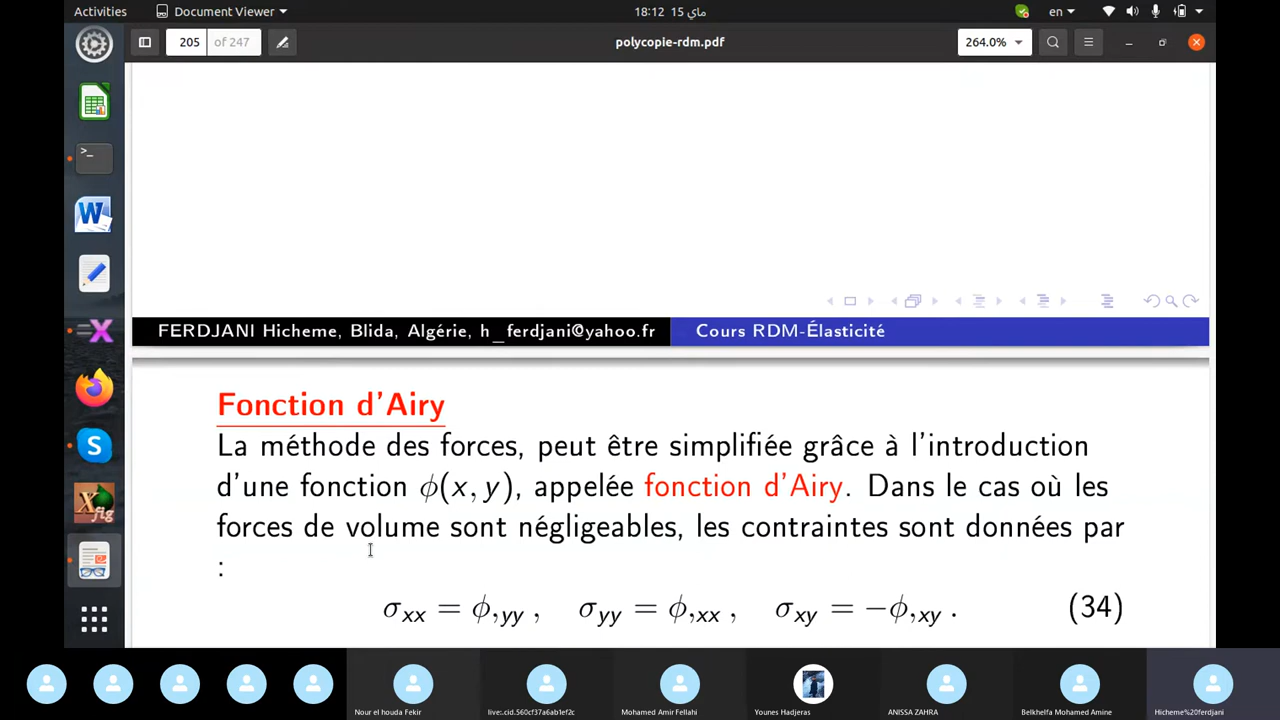 Activities
Document Viewer
18:12 15 ماي
en
205 of 247
polycopie-rdm.pdf
264.0%
FERDJANI Hicheme, Blida, Algérie, h_ferdjani@yahoo.fr
Cours RDM-Élasticité
Fonction d'Airy
La méthode des forces, peut être simplifiée grâce à l'introduction
d'une fonction ϕ(x, y), appelée fonction d'Airy. Dans le cas où les
forces de volume sont négligeables, les contraintes sont données par
:
σxx = ϕ,yy , σyy = ϕ,xx , σxy = −ϕ,xy . (34)
Nour el houda Fekir
live:.cid.560cf37a6ab1ef2c
Mohamed Amir Fellahi
Younes Hadjeras
ANISSA ZAHRA
Belkhelfa Mohamed Amine
Hicheme%20ferdjani